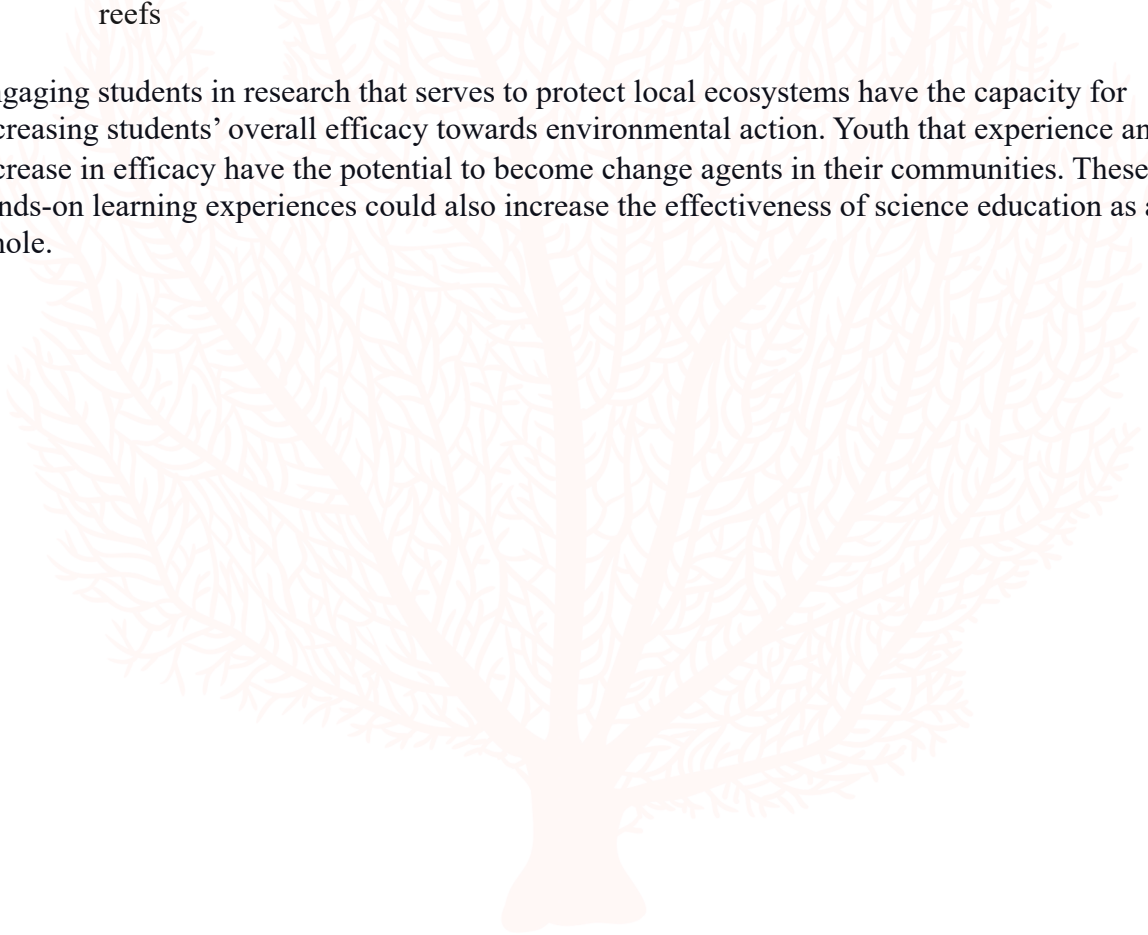 reefs
ngaging students in research that serves to protect local ecosystems have the capacity for
creasing students’ overall efficacy towards environmental action. Youth that experience an
crease in efficacy have the potential to become change agents in their communities. These
nds-on learning experiences could also increase the effectiveness of science education as a
hole.